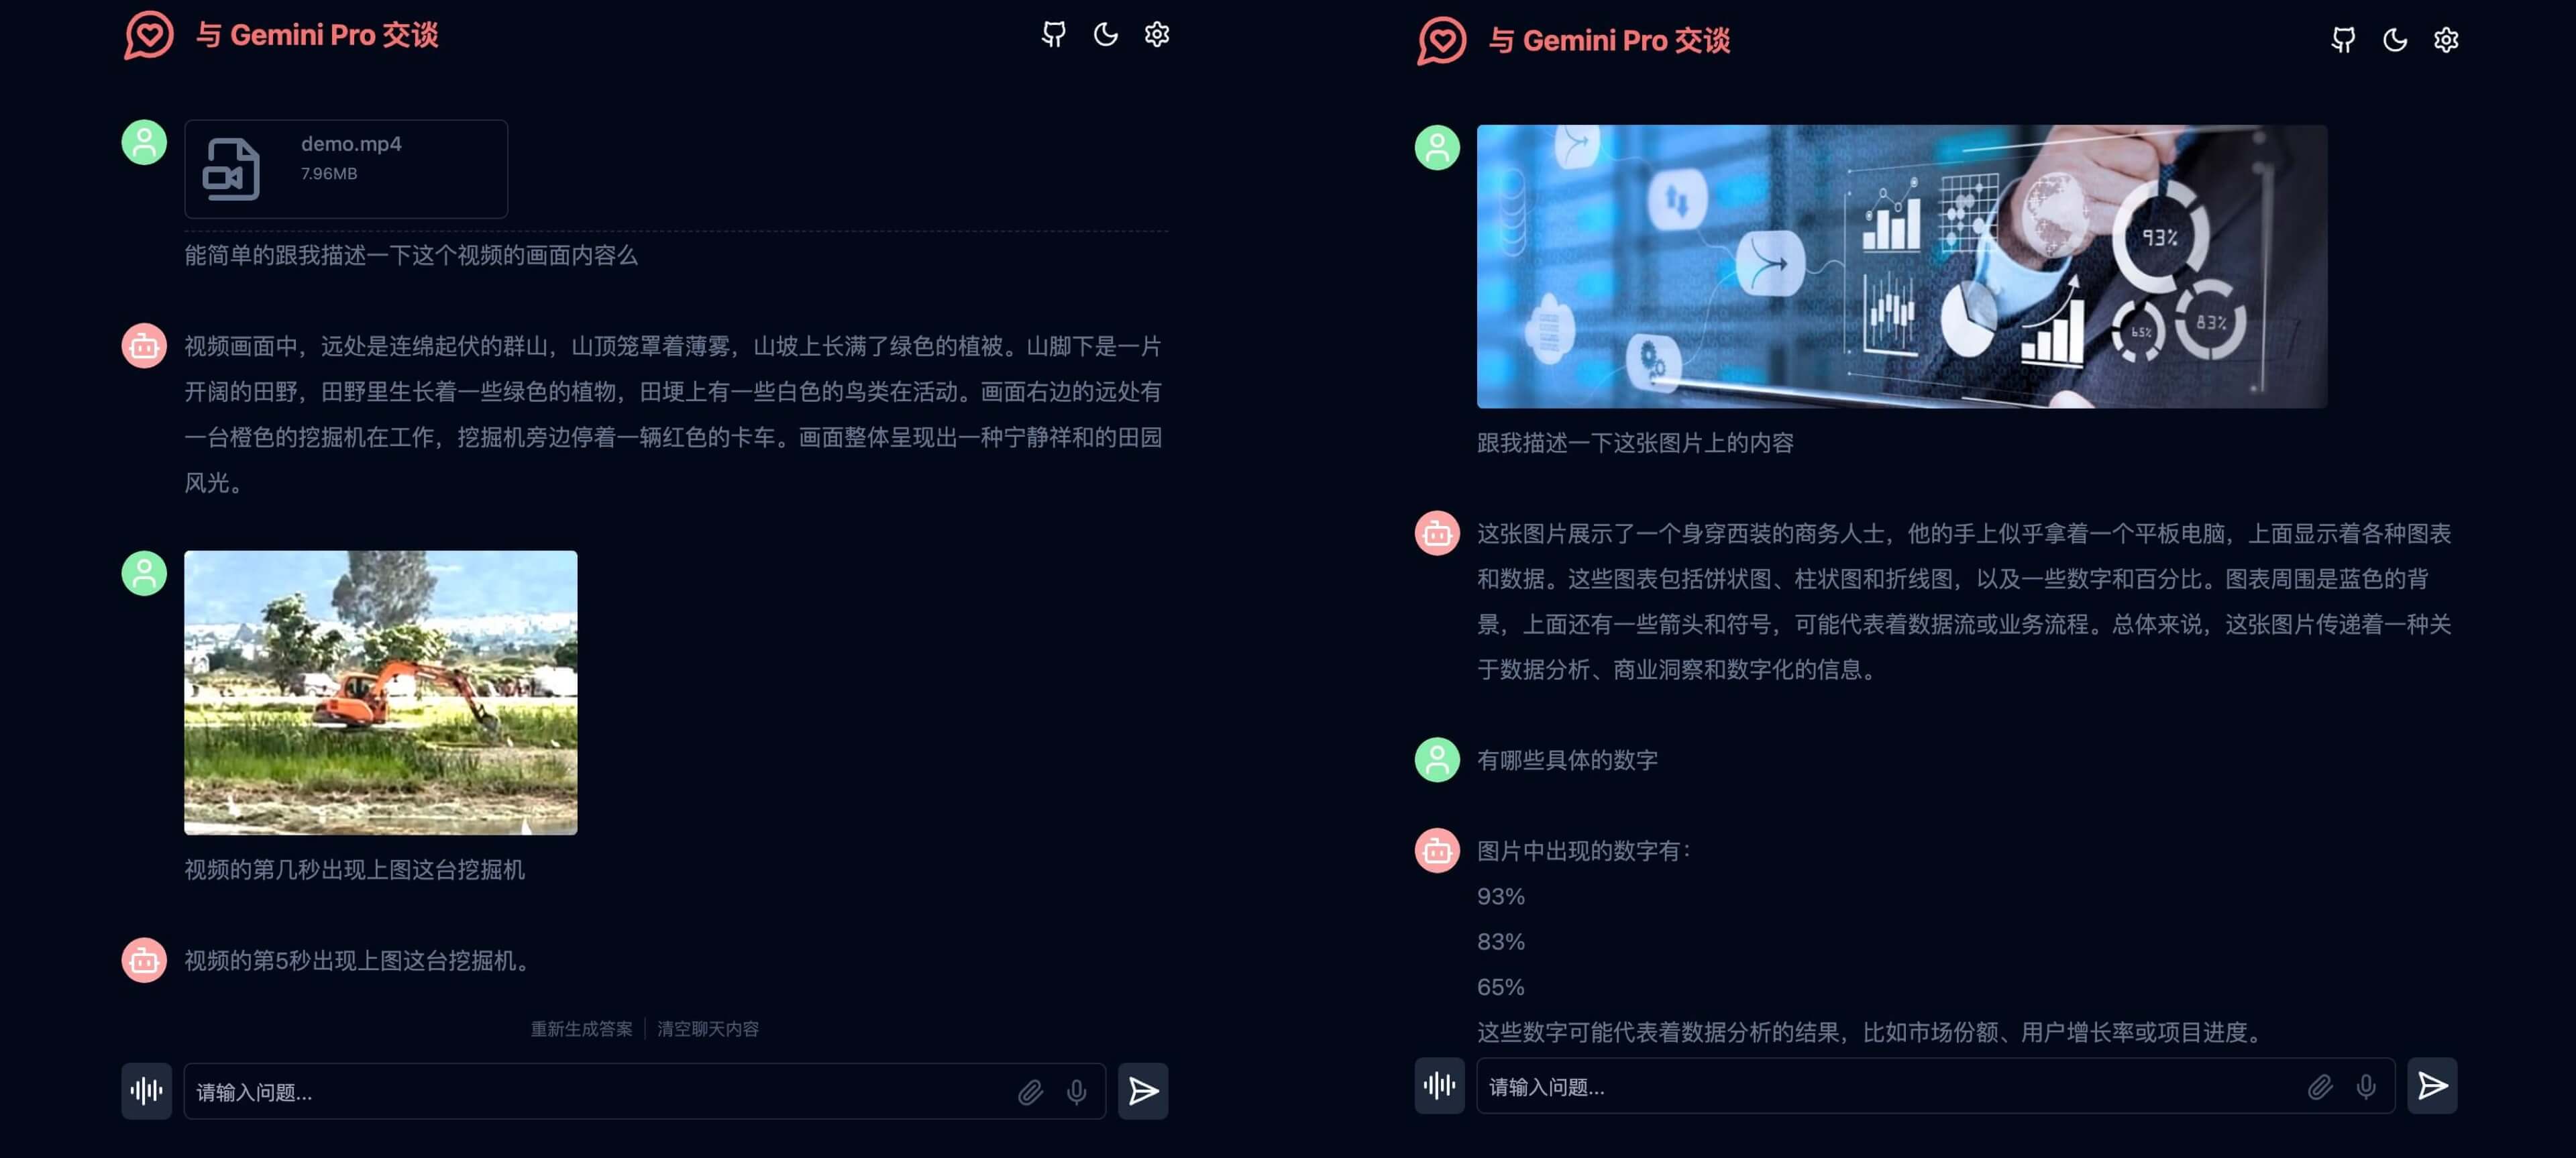 与 Gemini Pro 交谈
demo.mp4
7.96MB
能简单的跟我描述一下这个视频的画面内容么
视频画面中，远处是连绵起伏的群山，山顶笼罩着薄雾，山坡上长满了绿色的植被。山脚下是一片
开阔的田野，田野里生长着一些绿色的植物，田埂上有一些白色的鸟类在活动。画面右边的远处有
一台橙色的挖掘机在工作，挖掘机旁边停着一辆红色的卡车。画面整体呈现出一种宁静祥和的田园
风光。
视频的第几秒出现上图这台挖掘机
视频的第5秒出现上图这台挖掘机。
重新生成答案
清空聊天内容
请输入问题...
与 Gemini Pro 交谈
93%
65%
83%
跟我描述一下这张图片上的内容
这张图片展示了一个身穿西装的商务人士，他的手上似乎拿着一个平板电脑，上面显示着各种图表
和数据。这些图表包括饼状图、柱状图和折线图，以及一些数字和百分比。图表周围是蓝色的背
景，上面还有一些箭头和符号，可能代表着数据流或业务流程。总体来说，这张图片传递着一种关
于数据分析、商业洞察和数字化的信息。
有哪些具体的数字
图片中出现的数字有：
93%
83%
65%
这些数字可能代表着数据分析的结果，比如市场份额、用户增长率或项目进度。
请输入问题...